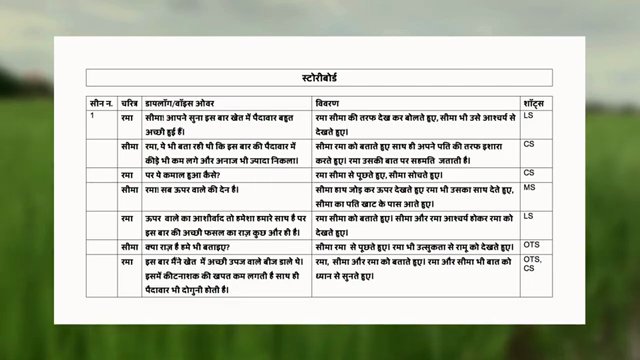 स्टोरीबोर्ड
सीन न. चरित्र डायलॉग/वॉइस ओवर विवरण शॉट्स
1 रमा सीमा! आपने सुना इस बार खेत में पैदावार बहुत रमा सीमा की तरफ देख कर बोलते हुए, सीमा भी उसे आश्चर्य से LS
अच्छी हुई हैं। देखते हुए।
सीमा रमा, ये भी बता रही थी कि इस बार की पैदावार में सीमा रमा को बताते हुए साथ ही अपने पति की तरफ इशारा CS
कीड़े भी कम लगे और अनाज भी ज्यादा निकला। करते हुए। रमा उसकी बात पर सहमति जताती है।
रमा पर ये कमाल हुआ कैसे? रमा सीमा से पूछते हुए, सीमा सोचते हुए। CS
सीमा रमा! सब ऊपर वाले की देन है। सीमा हाथ जोड़ कर ऊपर देखते हुए रमा भी उसका साथ देते हुए, MS
सीमा का पति खाट के पास आते हुए।
रमा ऊपर वाले का आशीर्वाद तो हमेशा हमारे साथ है पर सीमा रमा को बताते हुए। सीमा और रमा आश्चर्य होकर रमा को LS
इस बार की अच्छी फसल का राज़ कुछ और ही है। देखते हुए।
सीमा क्या राज़ है हमे भी बताइए? सीमा रमा से पूछते हुए। रमा भी उत्सुकता से रामू को देखते हुए। OTS
रमा इस बार मैंने खेत में अच्छी उपज वाले बीज डाले थे। रमा, सीमा और रमा को बताते हुए। रमा और सीमा भी बात को OTS,
इसमें कीटनाशक की खपत कम लगती है साथ ही ध्यान से सुनते हुए। CS
पैदावार भी दोगुनी होती है।